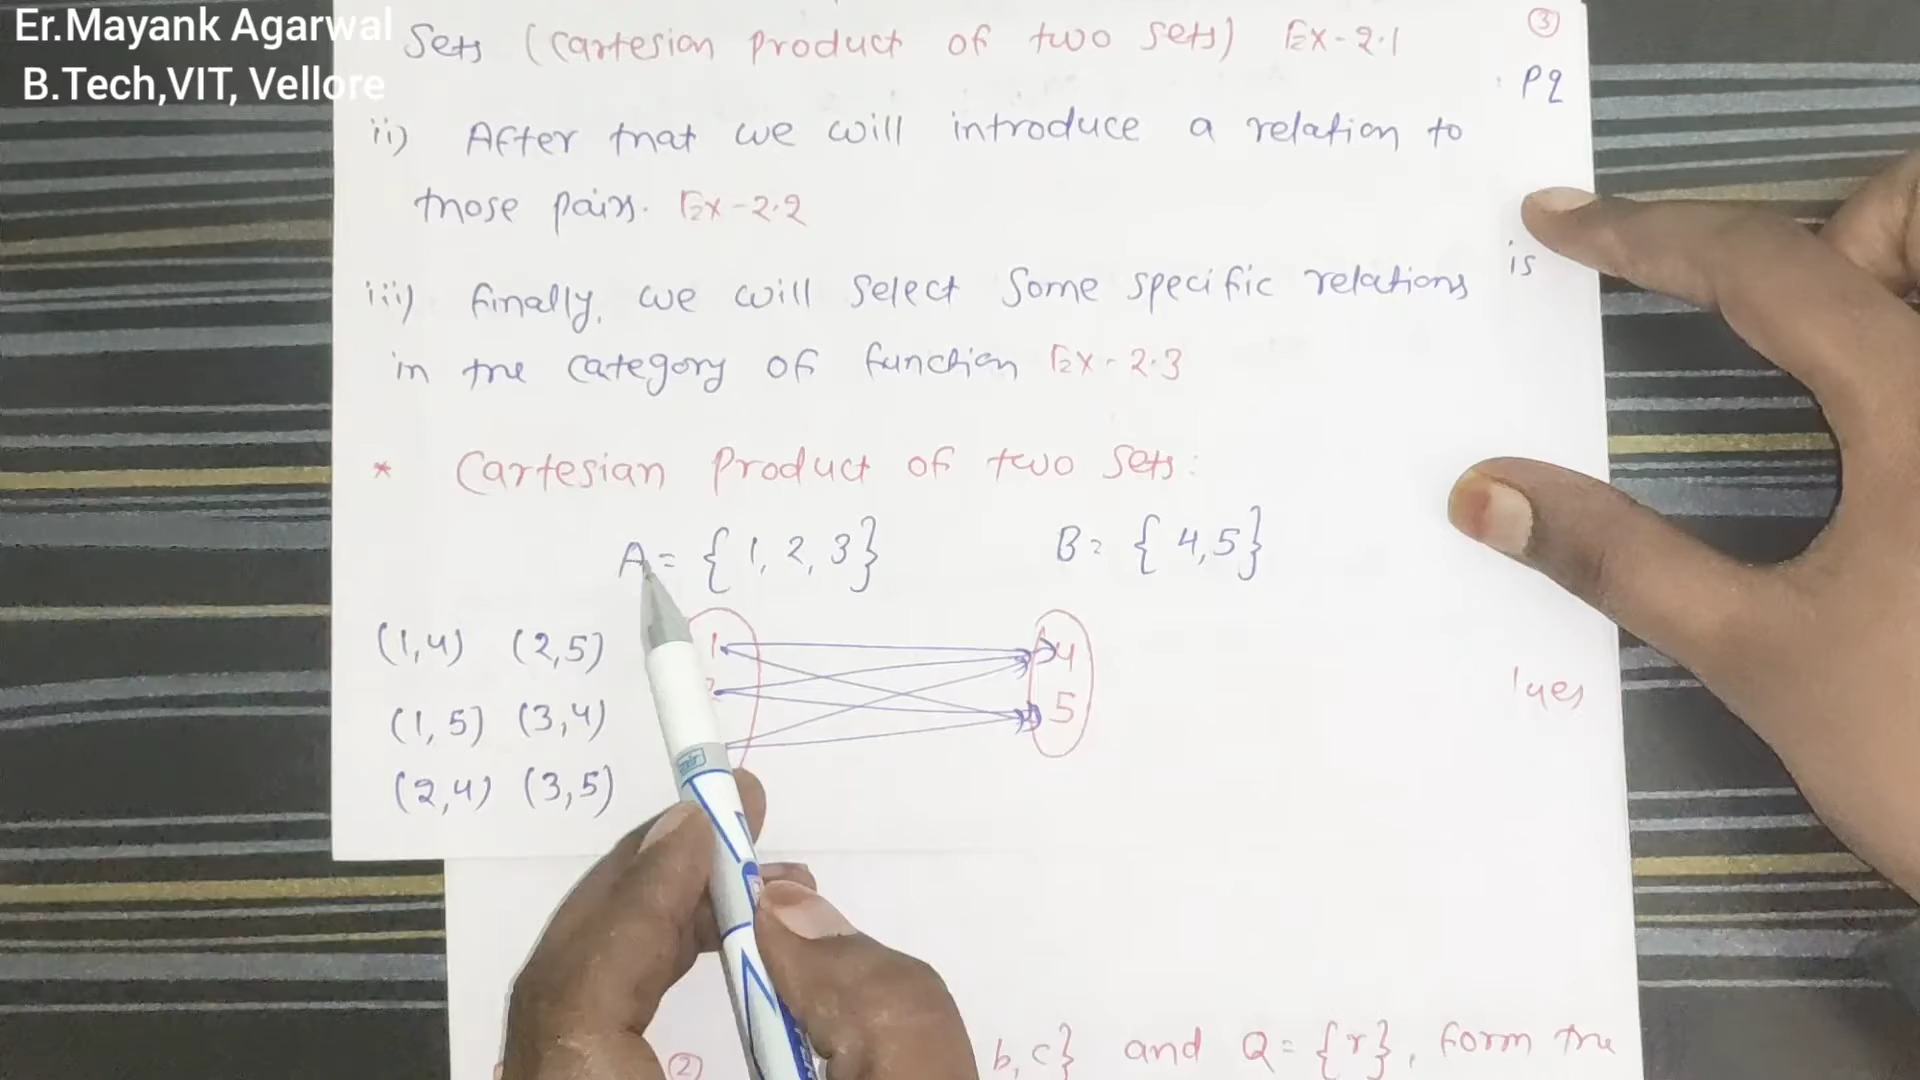 Er.Mayank Agarwal
B.Tech,VIT, Vellore
Sets (Cartesian Product of two sets) Ex-2.1
3
ii) After that we will introduce a relation to
those pairs. Ex-2.2
iii) Finally, we will select some specific relations
is
in the category of function Ex-2.3
* Cartesian Product of two sets:
A = { 1, 2, 3 } B = { 4,5 }
(1,4) (2,5) 1 4
(1,5) (3,4) 2 5
(2,4) (3,5)
(2) b, c} and Q = {r}, form the